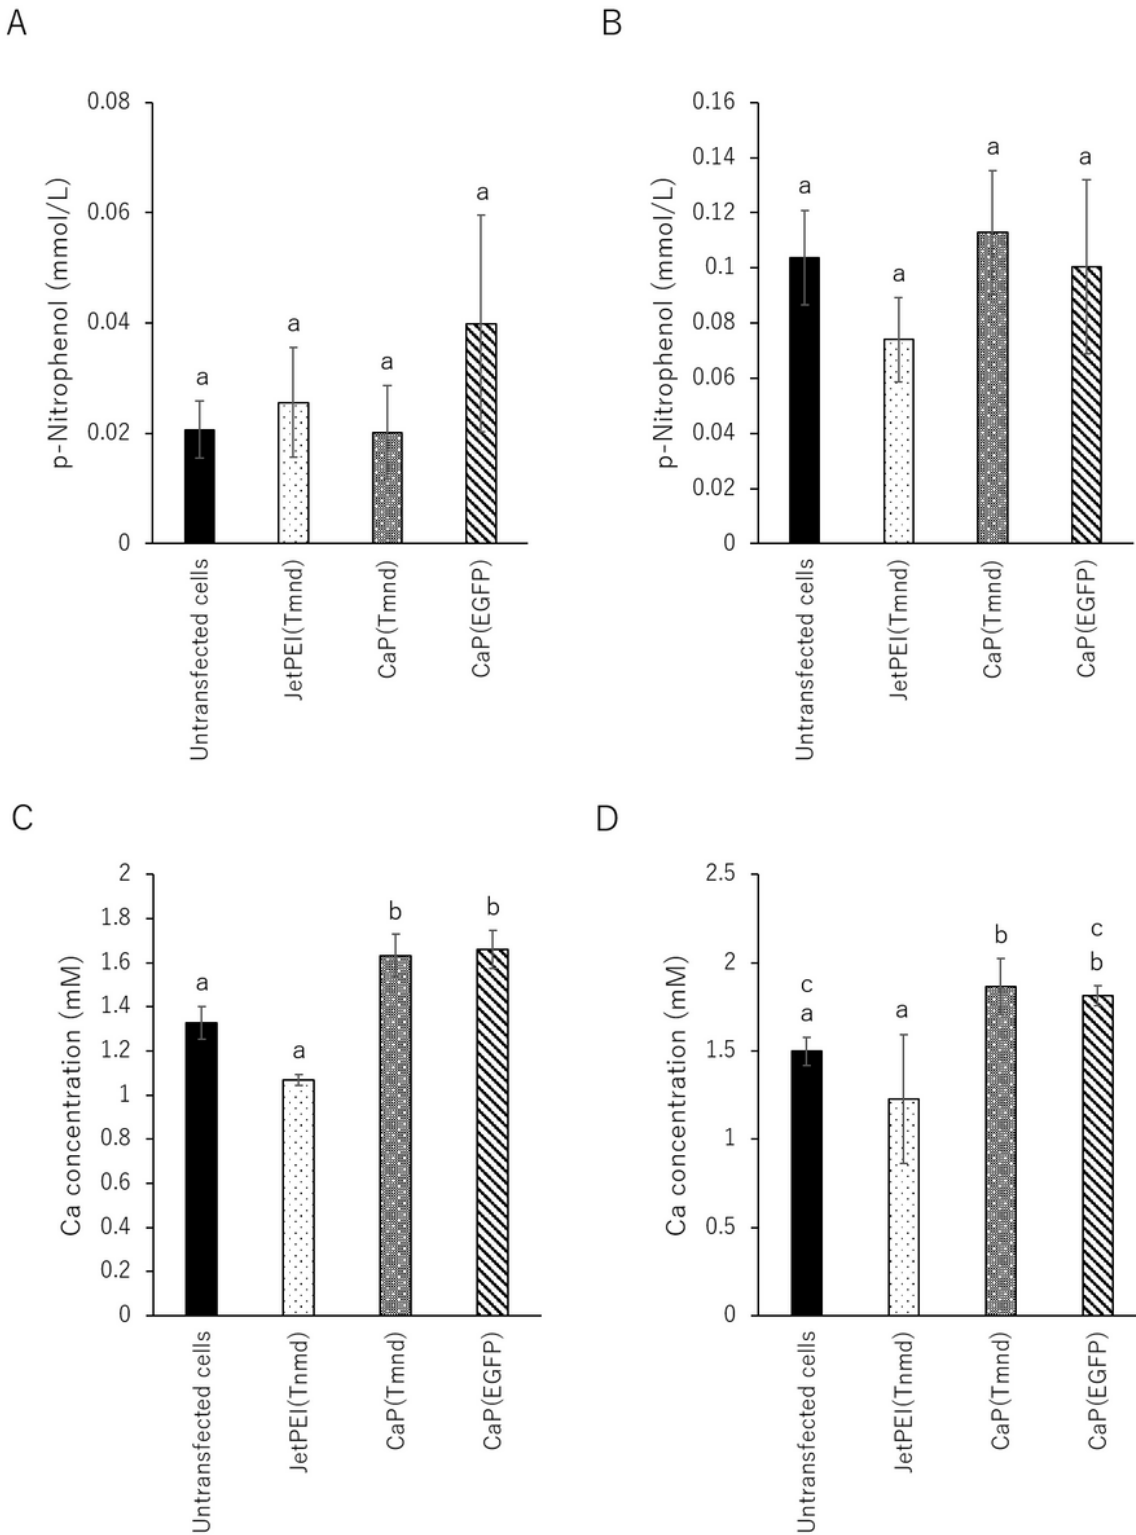 A
p-Nitrophenol (mmol/L)
0.08
0.06
0.04
0.02
0
a
a
a
a
Untransfected cells
JetPEI(Tmnd)
CaP(Tmnd)
CaP(EGFP)
B
p-Nitrophenol (mmol/L)
0.16
0.14
0.12
0.1
0.08
0.06
0.04
0.02
0
a
a
a
a
Untransfected cells
JetPEI(Tmnd)
CaP(Tmnd)
CaP(EGFP)
C
Ca concentration (mM)
2
1.8
1.6
1.4
1.2
1
0.8
0.6
0.4
0.2
0
a
a
b
b
Untransfected cells
JetPEI(Tnmd)
CaP(Tmnd)
CaP(EGFP)
D
Ca concentration (mM)
2.5
2
1.5
1
0.5
0
c
a
a
b
c
b
Untransfected cells
JetPEI(Tnmd)
CaP(Tmnd)
CaP(EGFP)